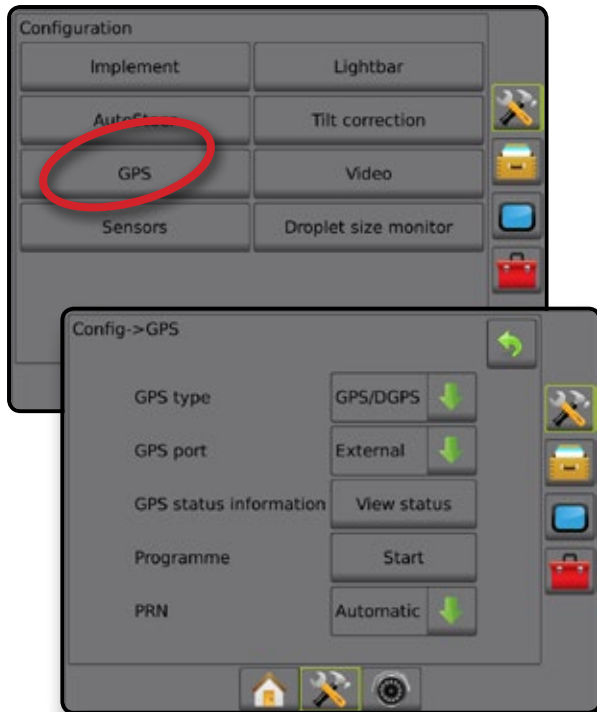 Configuration
Implement Lightbar
AutoSteer Tilt correction
GPS Video
Sensors Droplet size monitor
Config->GPS
GPS type GPS/DGPS
GPS port External
GPS status information View status
Programme Start
PRN Automatic